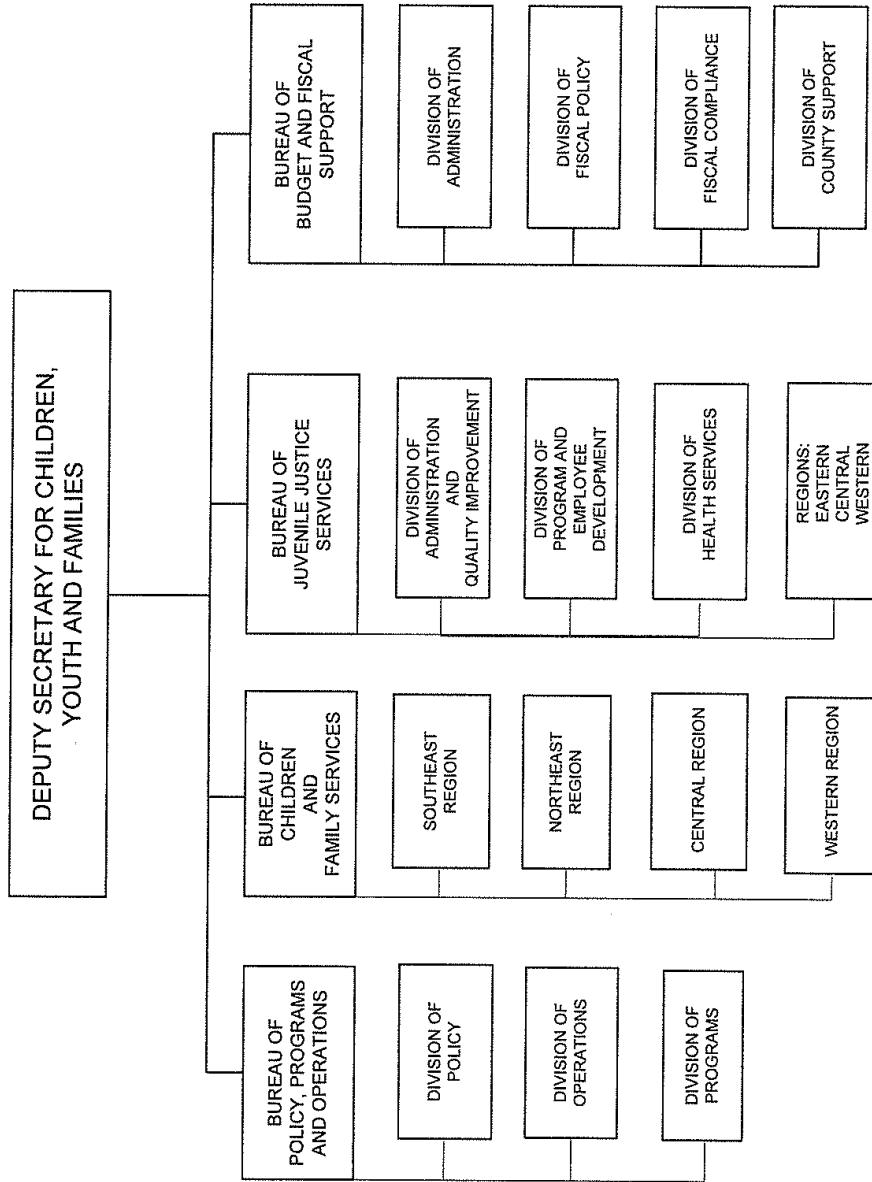 DEPUTY SECRETARY FOR CHILDREN,
YOUTH AND FAMILIES
BUREAU OF
POLICY, PROGRAMS
AND OPERATIONS
DIVISION OF
POLICY
DIVISION OF
OPERATIONS
DIVISION OF
PROGRAMS
BUREAU OF
CHILDREN
AND
FAMILY SERVICES
SOUTHEAST
REGION
NORTHEAST
REGION
CENTRAL REGION
WESTERN REGION
BUREAU OF
JUVENILE JUSTICE
SERVICES
DIVISION OF
ADMINISTRATION
AND
QUALITY IMPROVEMENT
DIVISION OF
PROGRAM AND
EMPLOYEE
DEVELOPMENT
DIVISION OF
HEALTH SERVICES
REGIONS:
EASTERN
CENTRAL
WESTERN
BUREAU OF
BUDGET AND FISCAL
SUPPORT
DIVISION OF
ADMINISTRATION
DIVISION OF
FISCAL POLICY
DIVISION OF
FISCAL COMPLIANCE
DIVISION OF
COUNTY SUPPORT